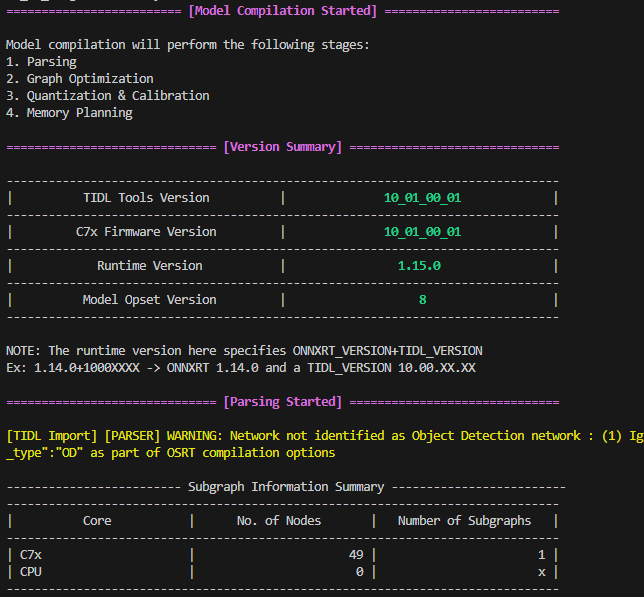 ======================== [Model Compilation Started] =========================
Model compilation will perform the following stages:
1. Parsing
2. Graph Optimization
3. Quantization & Calibration
4. Memory Planning
============================== [Version Summary] ==============================
-------------------------------------------------------------------------------
| TIDL Tools Version | 10_01_00_01 |
-------------------------------------------------------------------------------
| C7x Firmware Version | 10_01_00_01 |
-------------------------------------------------------------------------------
| Runtime Version | 1.15.0 |
-------------------------------------------------------------------------------
| Model Opset Version | 8 |
-------------------------------------------------------------------------------
NOTE: The runtime version here specifies ONNXRT_VERSION+TIDL_VERSION
Ex: 1.14.0+1000XXXX -> ONNXRT 1.14.0 and a TIDL_VERSION 10.00.XX.XX
============================== [Parsing Started] ==============================
[TIDL Import] [PARSER] WARNING: Network not identified as Object Detection network : (1) Ig
_type":"OD" as part of OSRT compilation options
------------------------- Subgraph Information Summary -------------------------
-------------------------------------------------------------------------------
| Core | No. of Nodes | Number of Subgraphs |
-------------------------------------------------------------------------------
| C7x | 49 | 1 |
| CPU | 0 | x |
-------------------------------------------------------------------------------